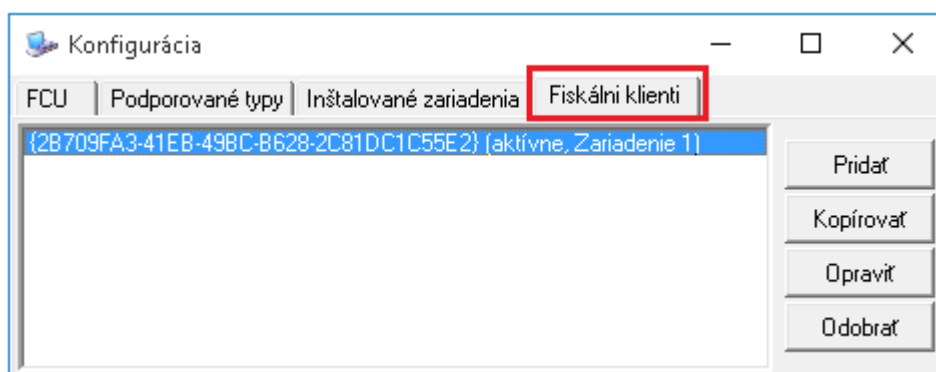 Konfigurácia
FCU Podporované typy Inštalované zariadenia Fiskálni klienti
{2B709FA3-41EB-49BC-B628-2C81DC1C55E2} (aktívne, Zariadenie 1)
Pridať
Kopírovať
Opraviť
Odobrať